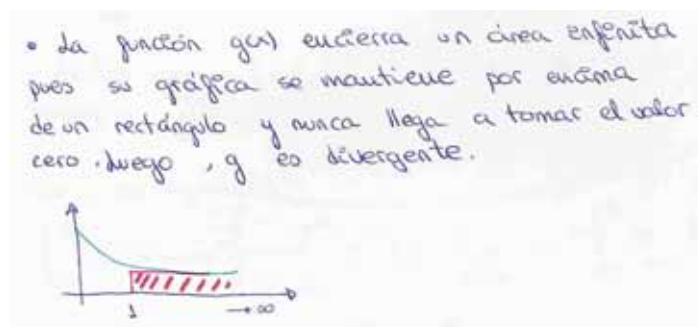 • La función g(x) encierra un área infinita
pues su gráfica se mantiene por encima
de un rectángulo y nunca llega a tomar el valor
cero. Luego, g es divergente.
1 → ∞